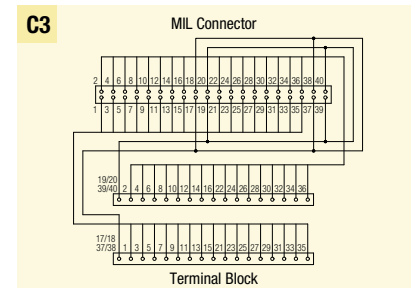 C3
MIL Connector
2 4 6 8 10 12 14 16 18 20 22 24 26 28 30 32 34 36 38 40
1 3 5 7 9 11 13 15 17 19 21 23 25 27 29 31 33 35 37 39
19/20
39/40 2 4 6 8 10 12 14 16 22 24 26 28 30 32 34 36
17/18
37/38 1 3 5 7 9 11 13 15 21 23 25 27 29 31 33 35
Terminal Block